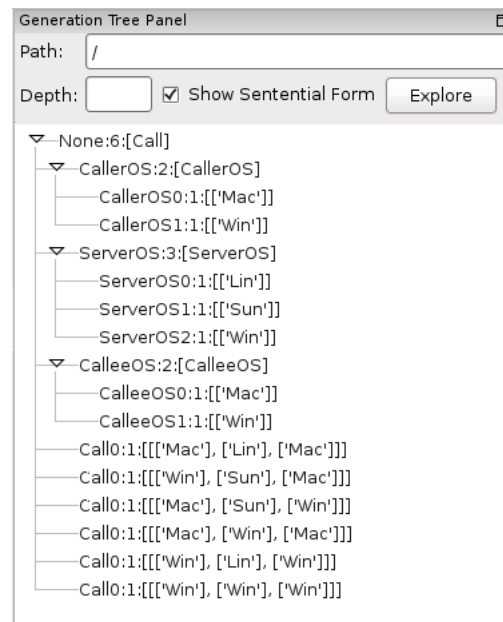 Generation Tree Panel
Path: /
Depth: Show Sentential Form Explore
None:6:[Call]
CallerOS:2:[CallerOS]
CallerOS0:1:[['Mac']]
CallerOS1:1:[['Win']]
ServerOS:3:[ServerOS]
ServerOS0:1:[['Lin']]
ServerOS1:1:[['Sun']]
ServerOS2:1:[['Win']]
CalleeOS:2:[CalleeOS]
CalleeOS0:1:[['Mac']]
CalleeOS1:1:[['Win']]
Call0:1:[[['Mac'], ['Lin'], ['Mac']]]
Call0:1:[[['Win'], ['Sun'], ['Mac']]]
Call0:1:[[['Mac'], ['Sun'], ['Win']]]
Call0:1:[[['Mac'], ['Win'], ['Mac']]]
Call0:1:[[['Win'], ['Lin'], ['Win']]]
Call0:1:[[['Win'], ['Win'], ['Win']]]